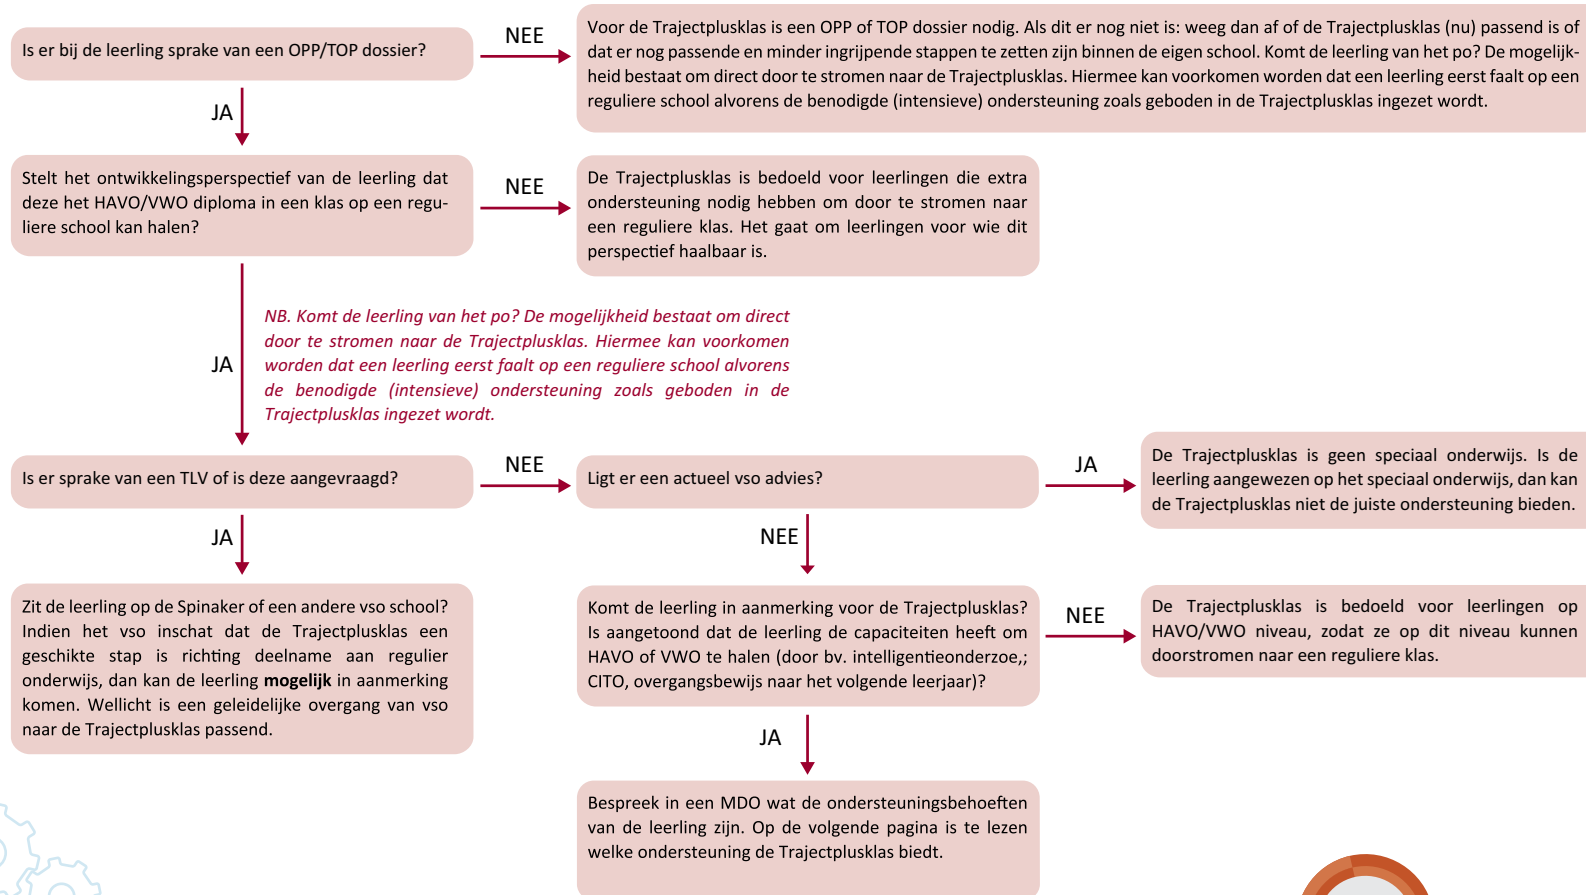 Is er bij de leerling sprake van een OPP/TOP dossier?
NEE
Voor de Trajectplusklas is een OPP of TOP dossier nodig. Als dit er nog niet is: weeg dan af of de Trajectplusklas (nu) passend is of
dat er nog passende en minder ingrijpende stappen te zetten zijn binnen de eigen school. Komt de leerling van het po? De mogelijk-
heid bestaat om direct door te stromen naar de Trajectplusklas. Hiermee kan voorkomen worden dat een leerling eerst faalt op een
reguliere school alvorens de benodigde (intensieve) ondersteuning zoals geboden in de Trajectplusklas ingezet wordt.
JA
Stelt het ontwikkelingsperspectief van de leerling dat
deze het HAVO/VWO diploma in een klas op een regu-
liere school kan halen?
NEE
De Trajectplusklas is bedoeld voor leerlingen die extra
ondersteuning nodig hebben om door te stromen naar
een reguliere klas. Het gaat om leerlingen voor wie dit
perspectief haalbaar is.
JA
NB. Komt de leerling van het po? De mogelijkheid bestaat om direct
door te stromen naar de Trajectplusklas. Hiermee kan voorkomen
worden dat een leerling eerst faalt op een reguliere school alvorens
de benodigde (intensieve) ondersteuning zoals geboden in de
Trajectplusklas ingezet wordt.
Is er sprake van een TLV of is deze aangevraagd?
NEE
Ligt er een actueel vso advies?
JA
De Trajectplusklas is geen speciaal onderwijs. Is de
leerling aangewezen op het speciaal onderwijs, dan kan
de Trajectplusklas niet de juiste ondersteuning bieden.
JA
NEE
Zit de leerling op de Spinaker of een andere vso school?
Indien het vso inschat dat de Trajectplusklas een
geschikte stap is richting deelname aan regulier
onderwijs, dan kan de leerling mogelijk in aanmerking
komen. Wellicht is een geleidelijke overgang van vso
naar de Trajectplusklas passend.
Komt de leerling in aanmerking voor de Trajectplusklas?
Is aangetoond dat de leerling de capaciteiten heeft om
HAVO of VWO te halen (door bv. intelligentieonderzoe,;
CITO, overgangsbewijs naar het volgende leerjaar)?
NEE
De Trajectplusklas is bedoeld voor leerlingen op
HAVO/VWO niveau, zodat ze op dit niveau kunnen
doorstromen naar een reguliere klas.
JA
Bespreek in een MDO wat de ondersteuningsbehoeften
van de leerling zijn. Op de volgende pagina is te lezen
welke ondersteuning de Trajectplusklas biedt.